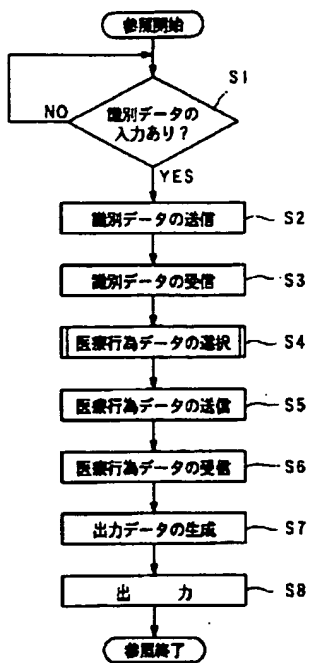 参照開始
S1
NO
識別データの
入力あり?
YES
識別データの送信
S2
識別データの受信
S3
医療行為データの選択
S4
医療行為データの送信
S5
医療行為データの受信
S6
出力データの生成
S7
出 力
S8
参照終了